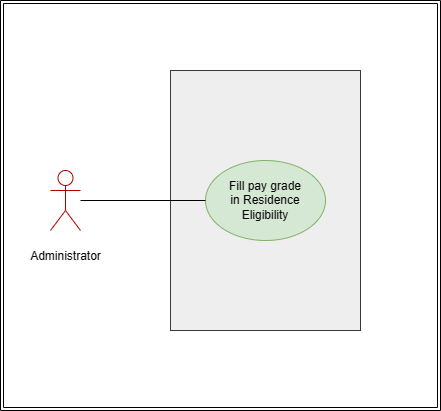 Fill pay grade
in Residence
Eligibility
Administrator